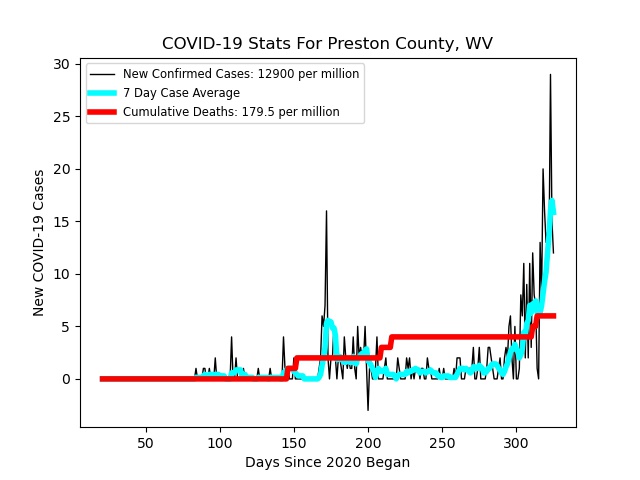 COVID-19 Stats For Preston County, WV
New Confirmed Cases: 12900 per million
7 Day Case Average
Cumulative Deaths: 179.5 per million
30
25
20
15
10
5
0
New COVID-19 Cases
50 100 150 200 250 300
Days Since 2020 Began